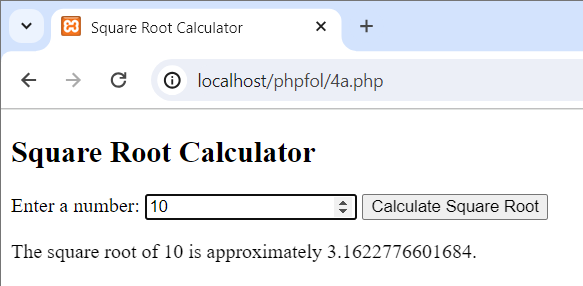 Square Root Calculator
localhost/phpfol/4a.php
Square Root Calculator
Enter a number: 10 Calculate Square Root
The square root of 10 is approximately 3.1622776601684.